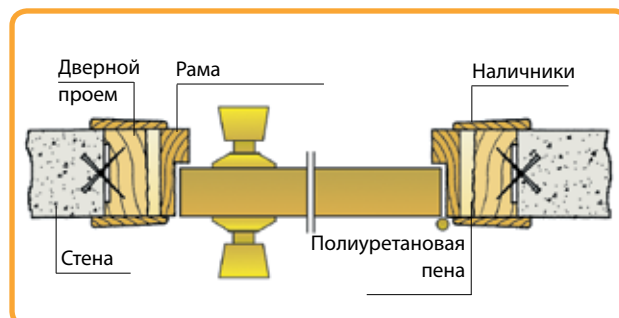 Дверной
проем
Рама
Наличники
Стена
Полиуретановая
пена